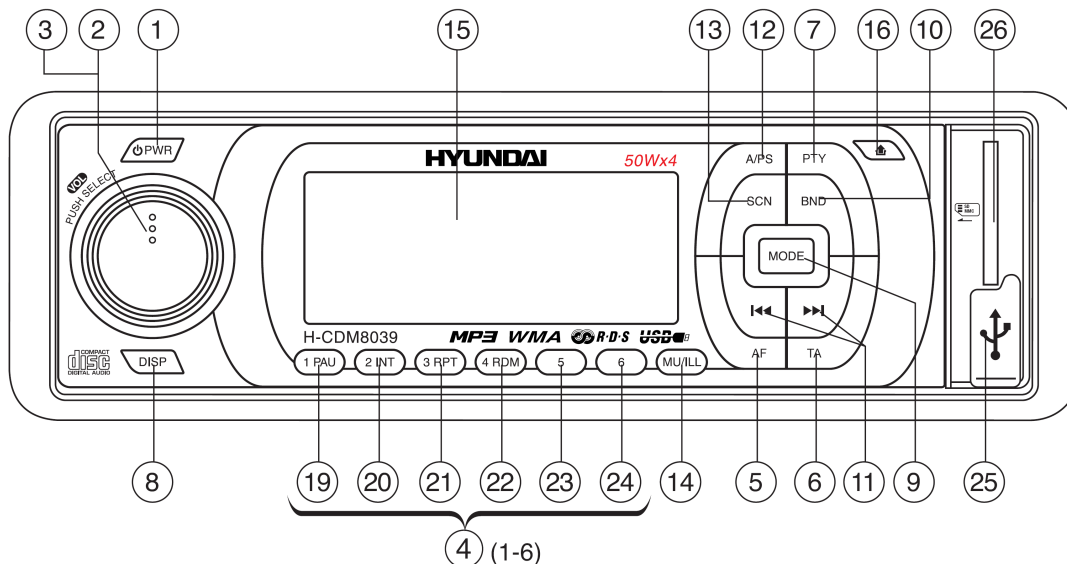 3 2 1 15 13 12 7 16 10 26
PWR
HYUNDAI 50Wx4
A/PS PTY
VOL
PUSH SELECT
SCN BND
SD
MMC
MODE
H-CDM8039 MP3 WMA R·D·S USB
COMPACT
disc
DIGITAL AUDIO
DISP
1 PAU 2 INT 3 RPT 4 RDM 5 6 MU/ILL
AF TA
8 19 20 21 22 23 24 14 5 6 11 9 25
4 (1-6)